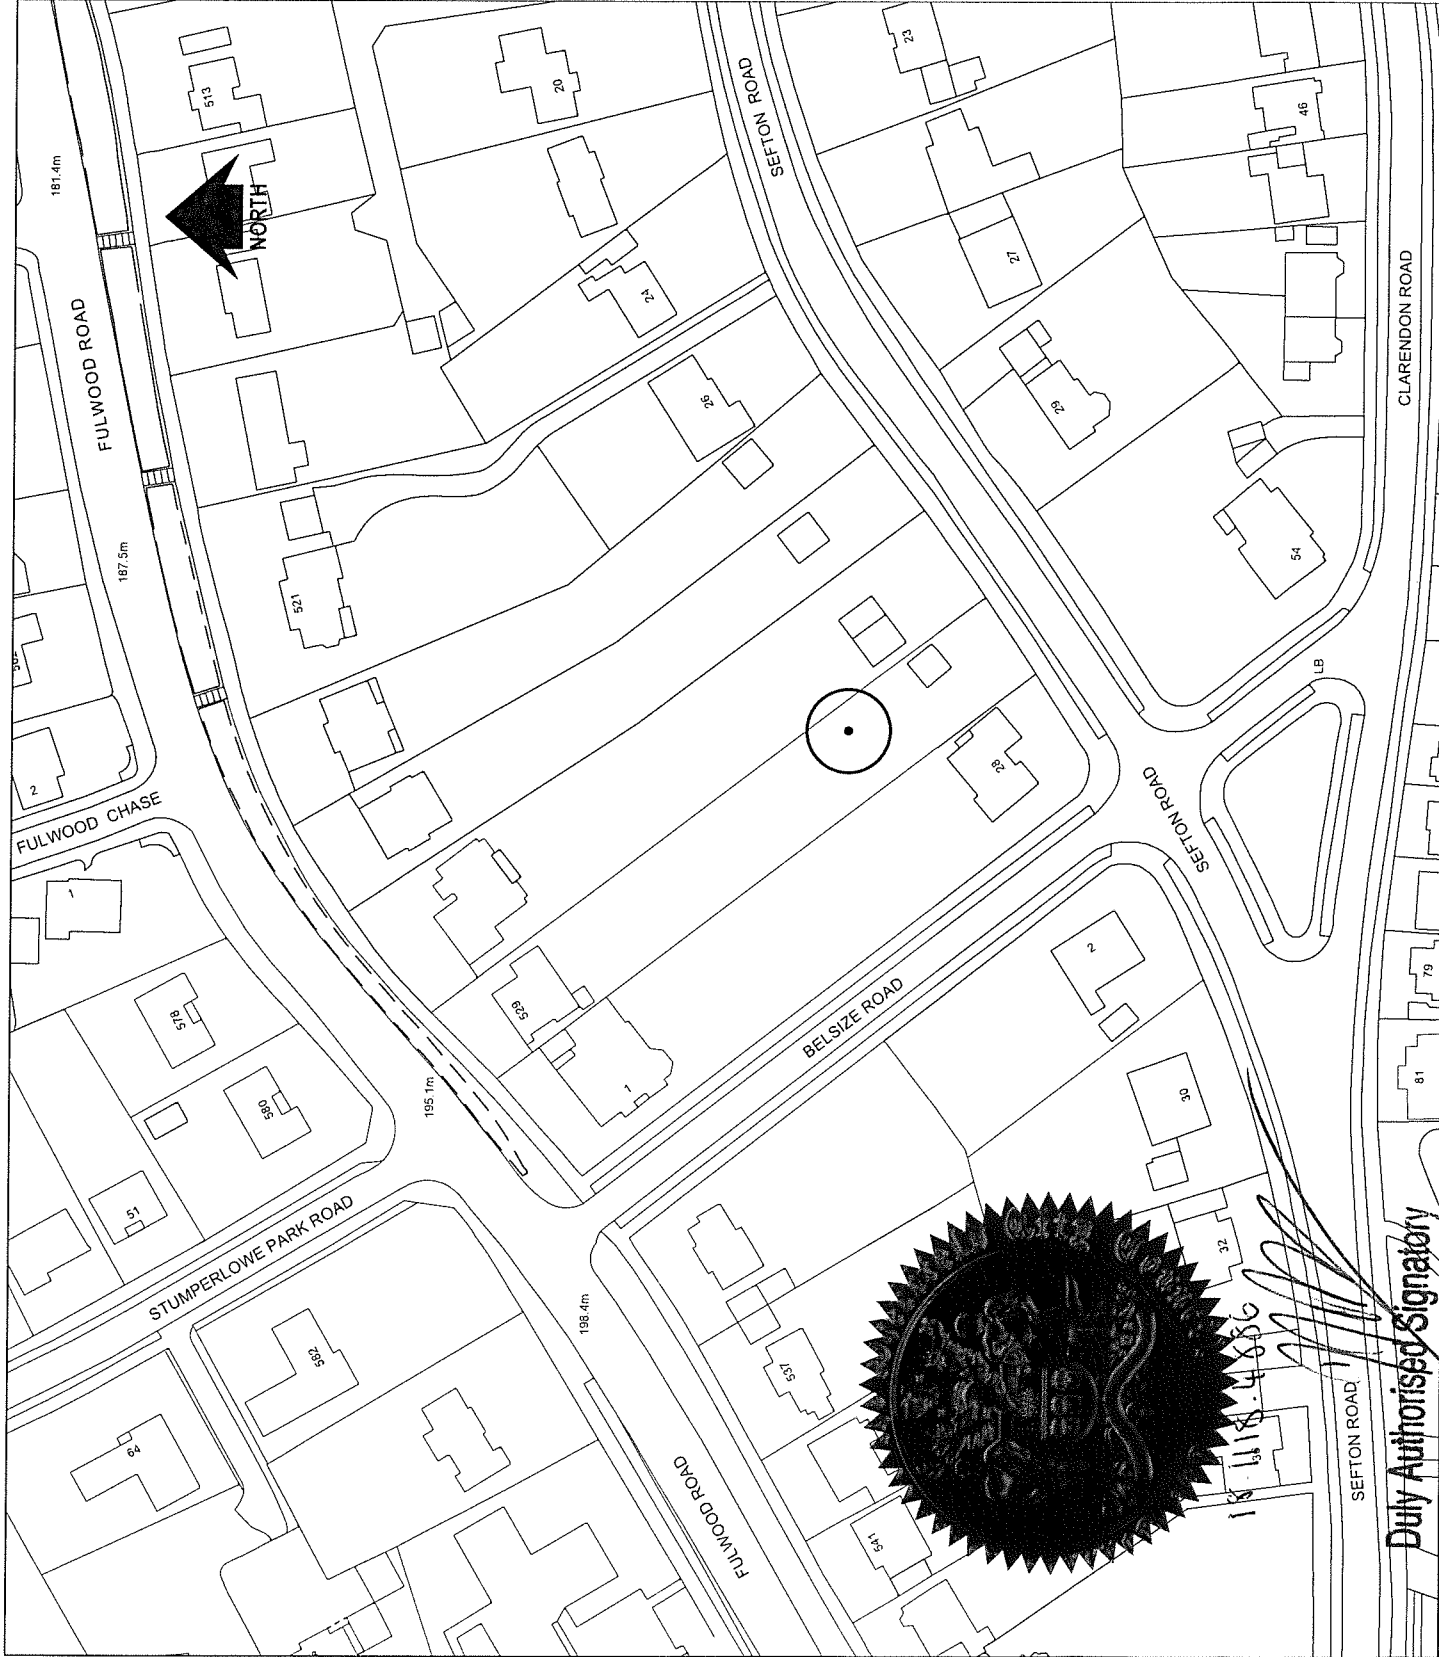 181.4m
513
20
23
46
SEFTON ROAD
NORTH
FULWOOD ROAD
24
27
CLARENDON ROAD
26
29
187.5m
521
54
2
FULWOOD CHASE
LB
28
SEFTON ROAD
1
578
529
BELSIZE ROAD
2
79
195.1m
580
1
30
81
51
STUMPERLOWE PARK ROAD
32
198.4m
582
537
64
FULWOOD ROAD
541
SEFTON ROAD
Duly Authorised Signatory